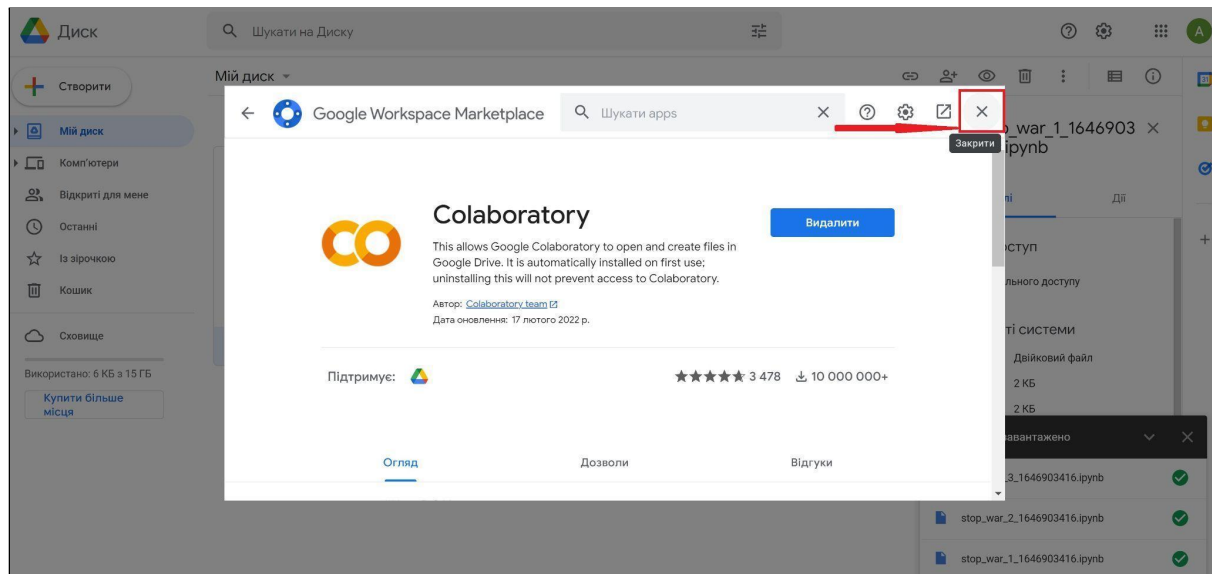 Диск
Шукати на Диску
A
Створити
Мій диск
Мій диск
Комп'ютери
Відкриті для мене
Останні
Із зірочкою
Кошик
Сховище
Використано: 6 КБ з 15 ГБ
Купити більше
місця
Google Workspace Marketplace
Шукати apps
Закрити
Colaboratory
Видалити
This allows Google Colaboratory to open and create files in
Google Drive. It is automatically installed on first use;
uninstalling this will not prevent access to Colaboratory.
Автор: Colaboratory team
Дата оновлення: 17 лютого 2022 р.
Підтримує:
3 478
10 000 000+
Огляд
Дозволи
Відгуки
_war_1_1646903
ipynb
Дії
льного доступу
ті системи
Двійковий файл
2 КБ
2 КБ
авантажено
_3_1646903416.ipynb
stop_war_2_1646903416.ipynb
stop_war_1_1646903416.ipynb